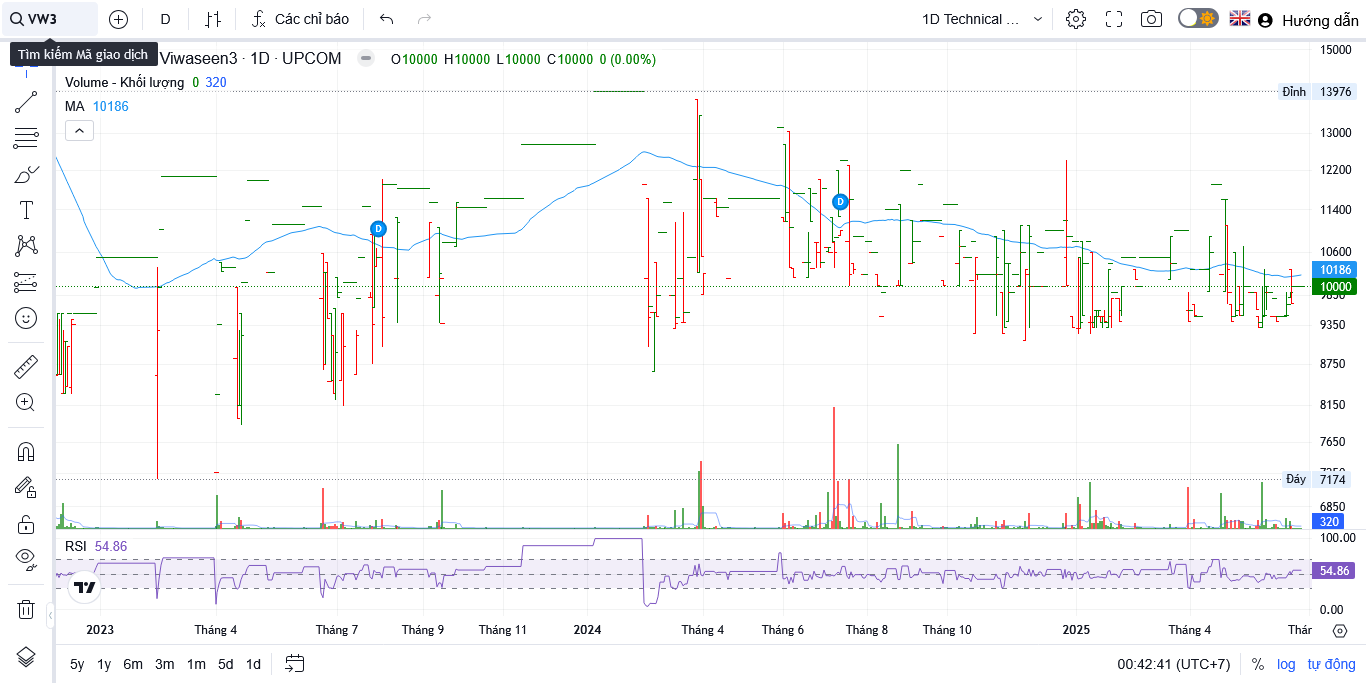 VW3 D Các chỉ báo 1D Technical ... Hướng dẫn
Tìm kiếm Mã giao dịch
Viwaseen3 · 1D · UPCOM O10000 H10000 L10000 C10000 0 (0.00%)
Volume - Khối lượng 0 320
MA 10186
15000
Đỉnh 13976
13000
12200
11400
10600
10186
10000
9350
8750
8150
7650
Đáy 7174
6850
320
D
D
RSI 54.86
100.00
54.86
0.00
2023 Tháng 4 Tháng 7 Tháng 9 Tháng 11 2024 Tháng 4 Tháng 6 Tháng 8 Tháng 10 2025 Tháng 4 Thár
5y 1y 6m 3m 1m 5d 1d 00:42:41 (UTC+7) % log tự động